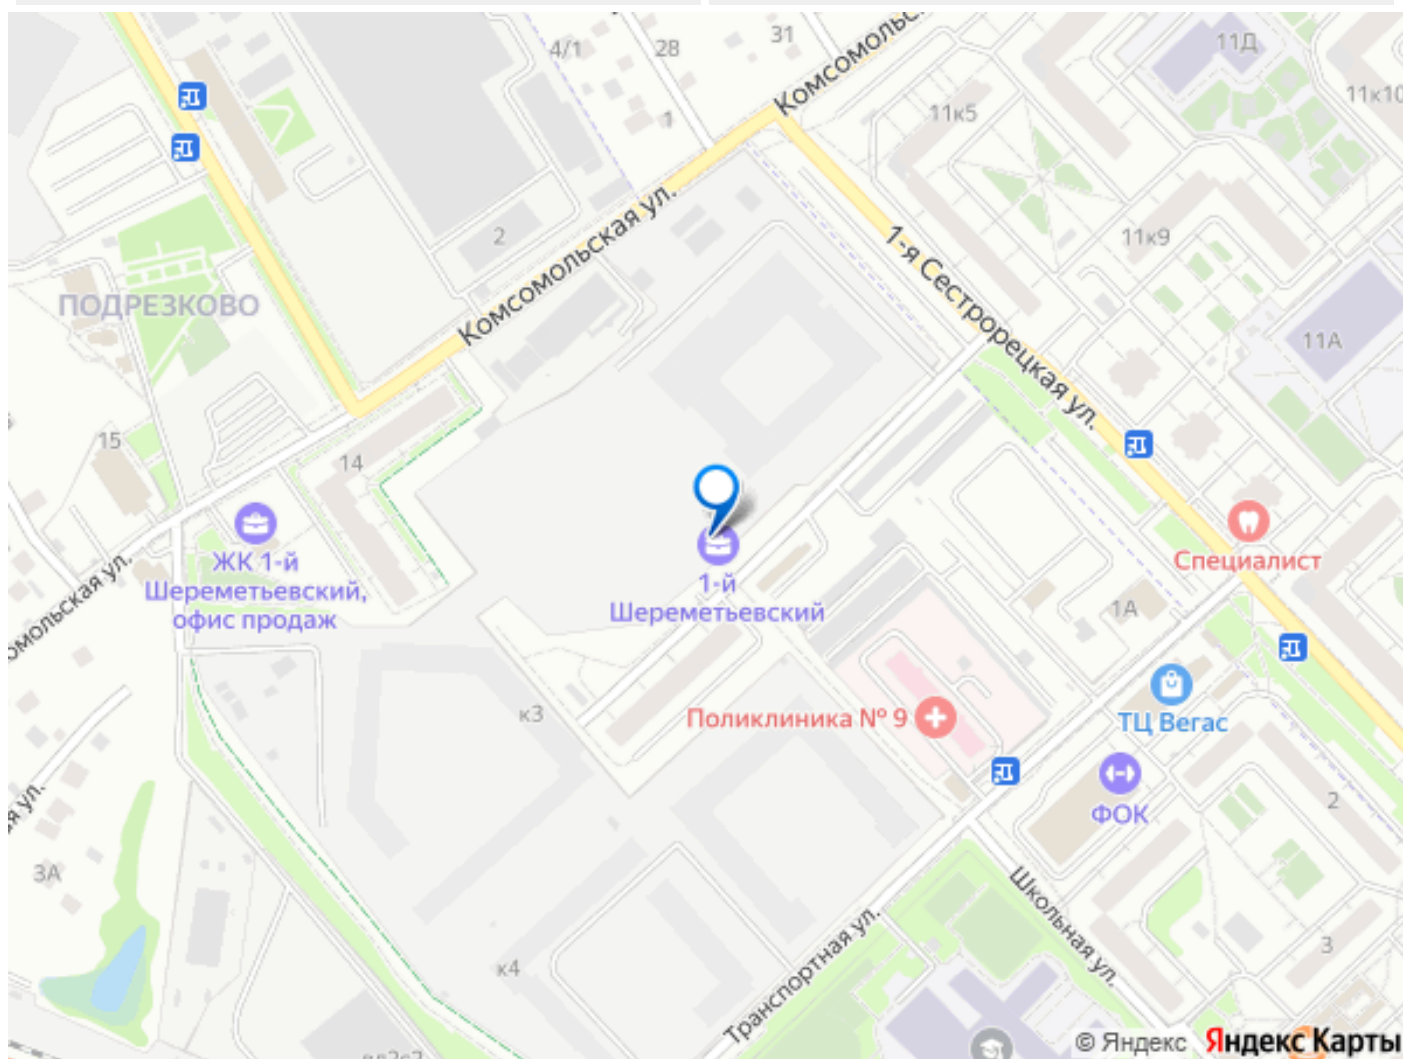 4/1
28
31
Комсомольс
11Д
11к10
11к5
1
2
Комсомольская ул.
1-я Сестрорецкая ул.
11к9
11А
ПОДРЕЗКОВО
15
14
ЖК 1-й
Шереметьевский,
офис продаж
1-й
Шереметьевский
Специалист
1А
омольская ул.
к3
Поликлиника № 9
ТЦ Вегас
ФОК
2
ая ул.
3А
Школьная ул.
Транспортная ул.
3
к4
© Яндекс Яндекс Карты